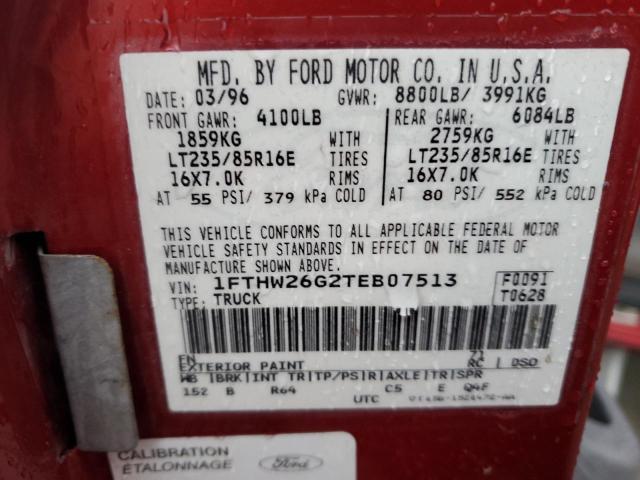 MFD. BY FORD MOTOR CO. IN U.S.A.
DATE: 03/96 GVWR: 8800LB/ 3991KG
FRONT GAWR: 4100LB REAR GAWR: 6084LB
1859KG WITH 2759KG WITH
LT235/85R16E TIRES LT235/85R16E TIRES
16X7.0K RIMS 16X7.0K RIMS
AT 55 PSI/ 379 kPa COLD AT 80 PSI/ 552 kPa COLD
THIS VEHICLE CONFORMS TO ALL APPLICABLE FEDERAL MOTOR
VEHICLE SAFETY STANDARDS IN EFFECT ON THE DATE OF
MANUFACTURE SHOWN ABOVE.
VIN: 1FTHW26G2TEB07513 F0091
TYPE: TRUCK T0628
EN 71
EXTERIOR PAINT RC DSO
WB BRK INT TR TP/PS R AXLE TR SPR
152 B R64 C5 E Q4F
UTC
CALIBRATION
ÉTALONNAGE Ford